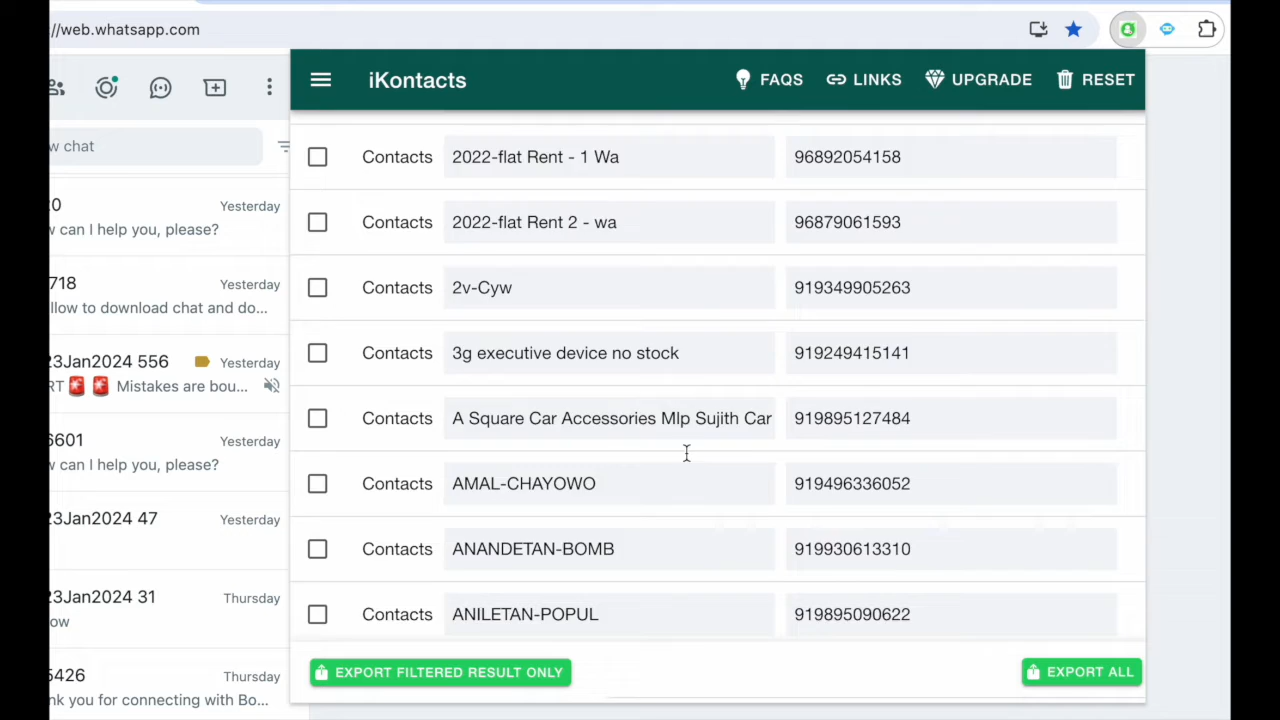 //web.whatsapp.com
iKontacts
FAQS
LINKS
UPGRADE
RESET
w chat
0 Yesterday
v can I help you, please?
718 Yesterday
llow to download chat and do...
23Jan2024 556 Yesterday
RT 🚨 🚨 Mistakes are bou...
6601 Yesterday
v can I help you, please?
23Jan2024 47 Yesterday
23Jan2024 31 Thursday
ow
5426 Thursday
nk you for connecting with Bo...
Contacts 2022-flat Rent - 1 Wa 96892054158
Contacts 2022-flat Rent 2 - wa 96879061593
Contacts 2v-Cyw 919349905263
Contacts 3g executive device no stock 919249415141
Contacts A Square Car Accessories Mlp Sujith Car 919895127484
Contacts AMAL-CHAYOWO 919496336052
Contacts ANANDETAN-BOMB 919930613310
Contacts ANILETAN-POPUL 919895090622
EXPORT FILTERED RESULT ONLY
EXPORT ALL